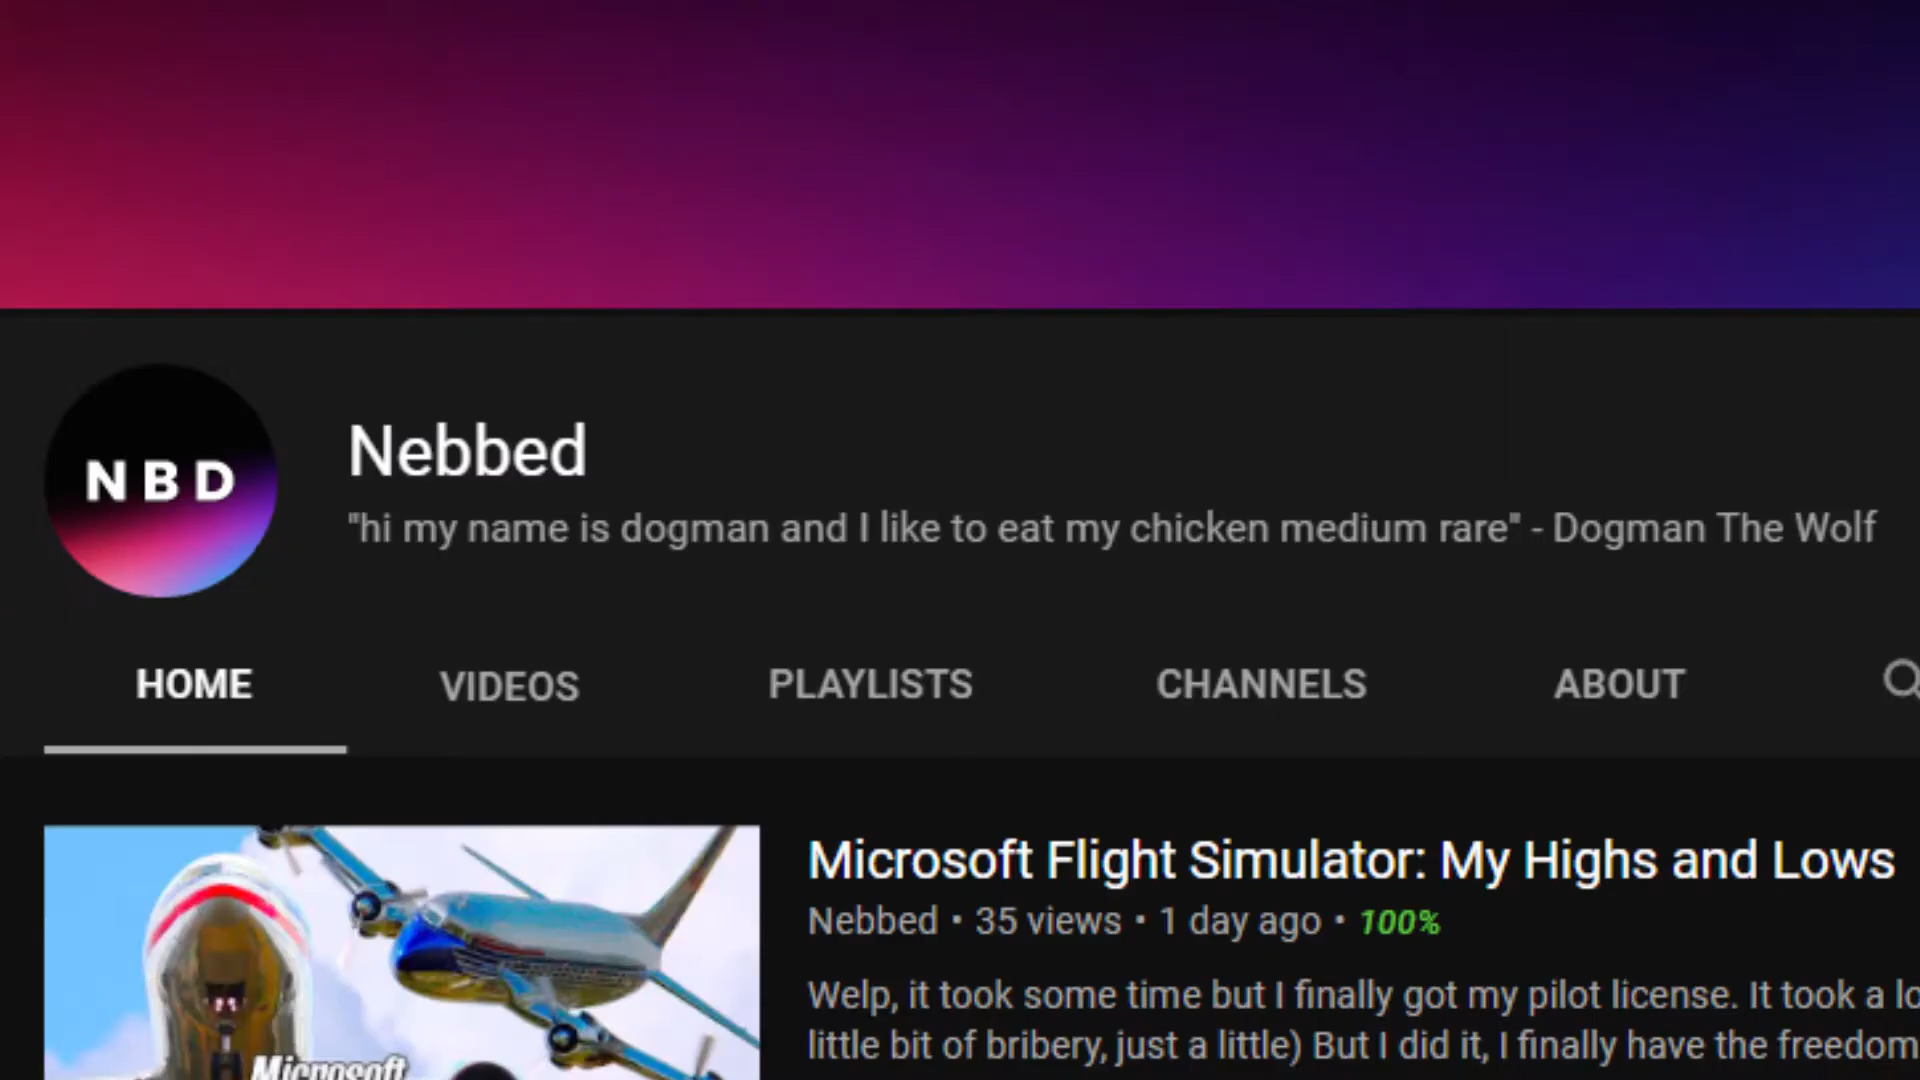 NBD
Nebbed
"hi my name is dogman and I like to eat my chicken medium rare" - Dogman The Wolf
HOME VIDEOS PLAYLISTS CHANNELS ABOUT
Microsoft Flight Simulator: My Highs and Lows
Nebbed • 35 views • 1 day ago • 100%
Welp, it took some time but I finally got my pilot license. It took a lo
little bit of bribery, just a little) But I did it, I finally have the freedom
Microsoft